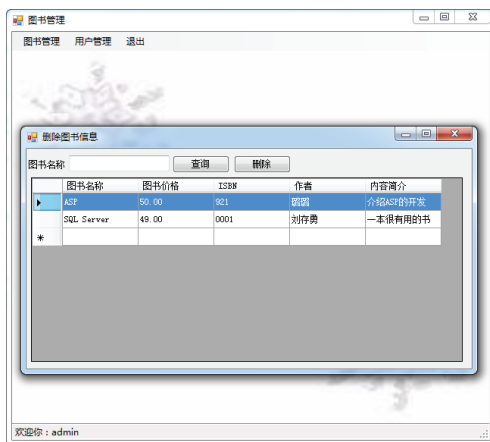 图书管理
图书管理 用户管理 退出
删除图书信息
图书名称 查询 删除
图书名称 图书价格 ISBN 作者 内容简介
ASP 50.00 921 介绍ASP的开发
SQL Server 49.00 0001 刘存勇 一本很有用的书
欢迎你：admin